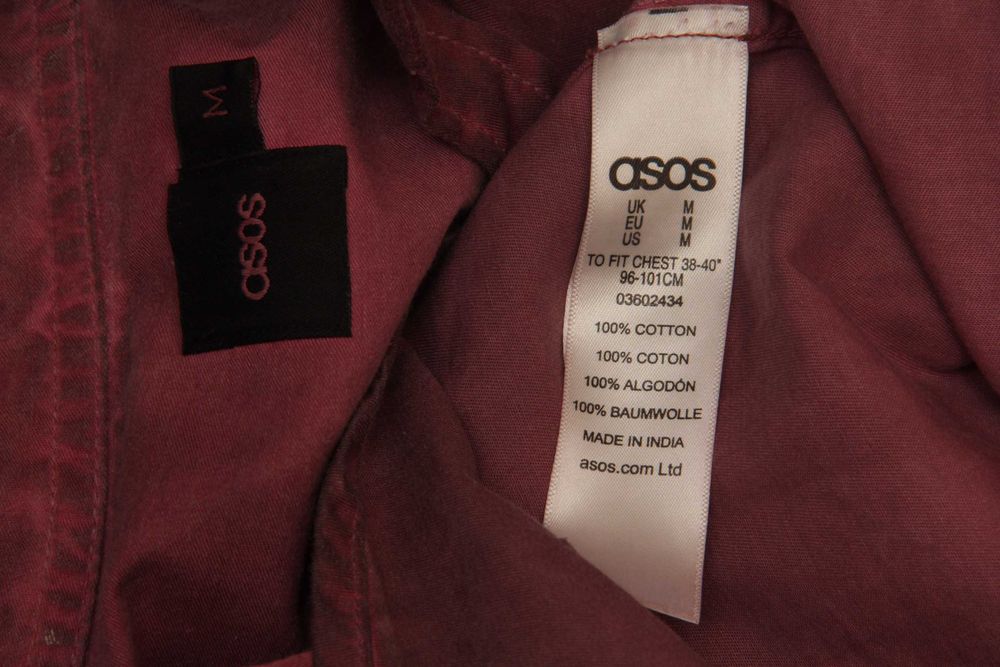 M
asos
asos
UK M
EU M
US M
TO FIT CHEST 38-40"
96-101CM
03602434
100% COTTON
100% COTON
100% ALGODÓN
100% BAUMWOLLE
MADE IN INDIA
asos.com Ltd